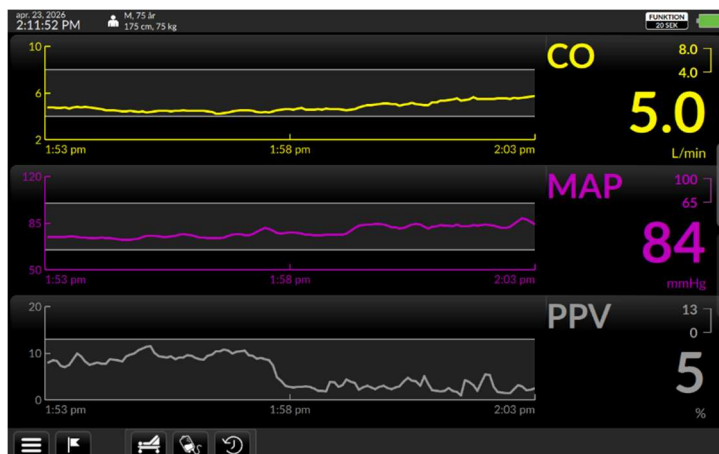 apr. 23, 2026
2:11:52 PM
M, 75 år
175 cm, 75 kg
FUNKTION
20 SEK
10
6
2
1:53 pm
1:58 pm
2:03 pm
CO
8.0
4.0
5.0
L/min
120
85
50
1:53 pm
1:58 pm
2:03 pm
MAP
100
65
84
mmHg
20
10
0
1:53 pm
1:58 pm
2:03 pm
PPV
13
0
5
%